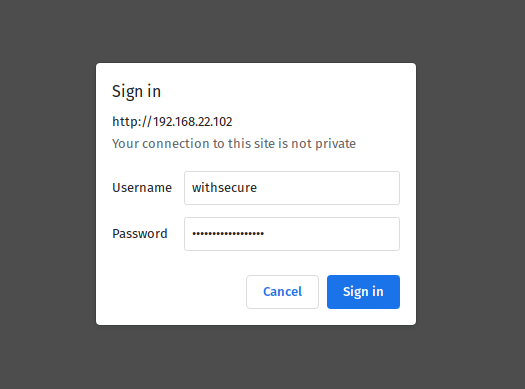 Sign in
http://192.168.22.102
Your connection to this site is not private
Username withsecure
Password ••••••••••••••••••
Cancel Sign in